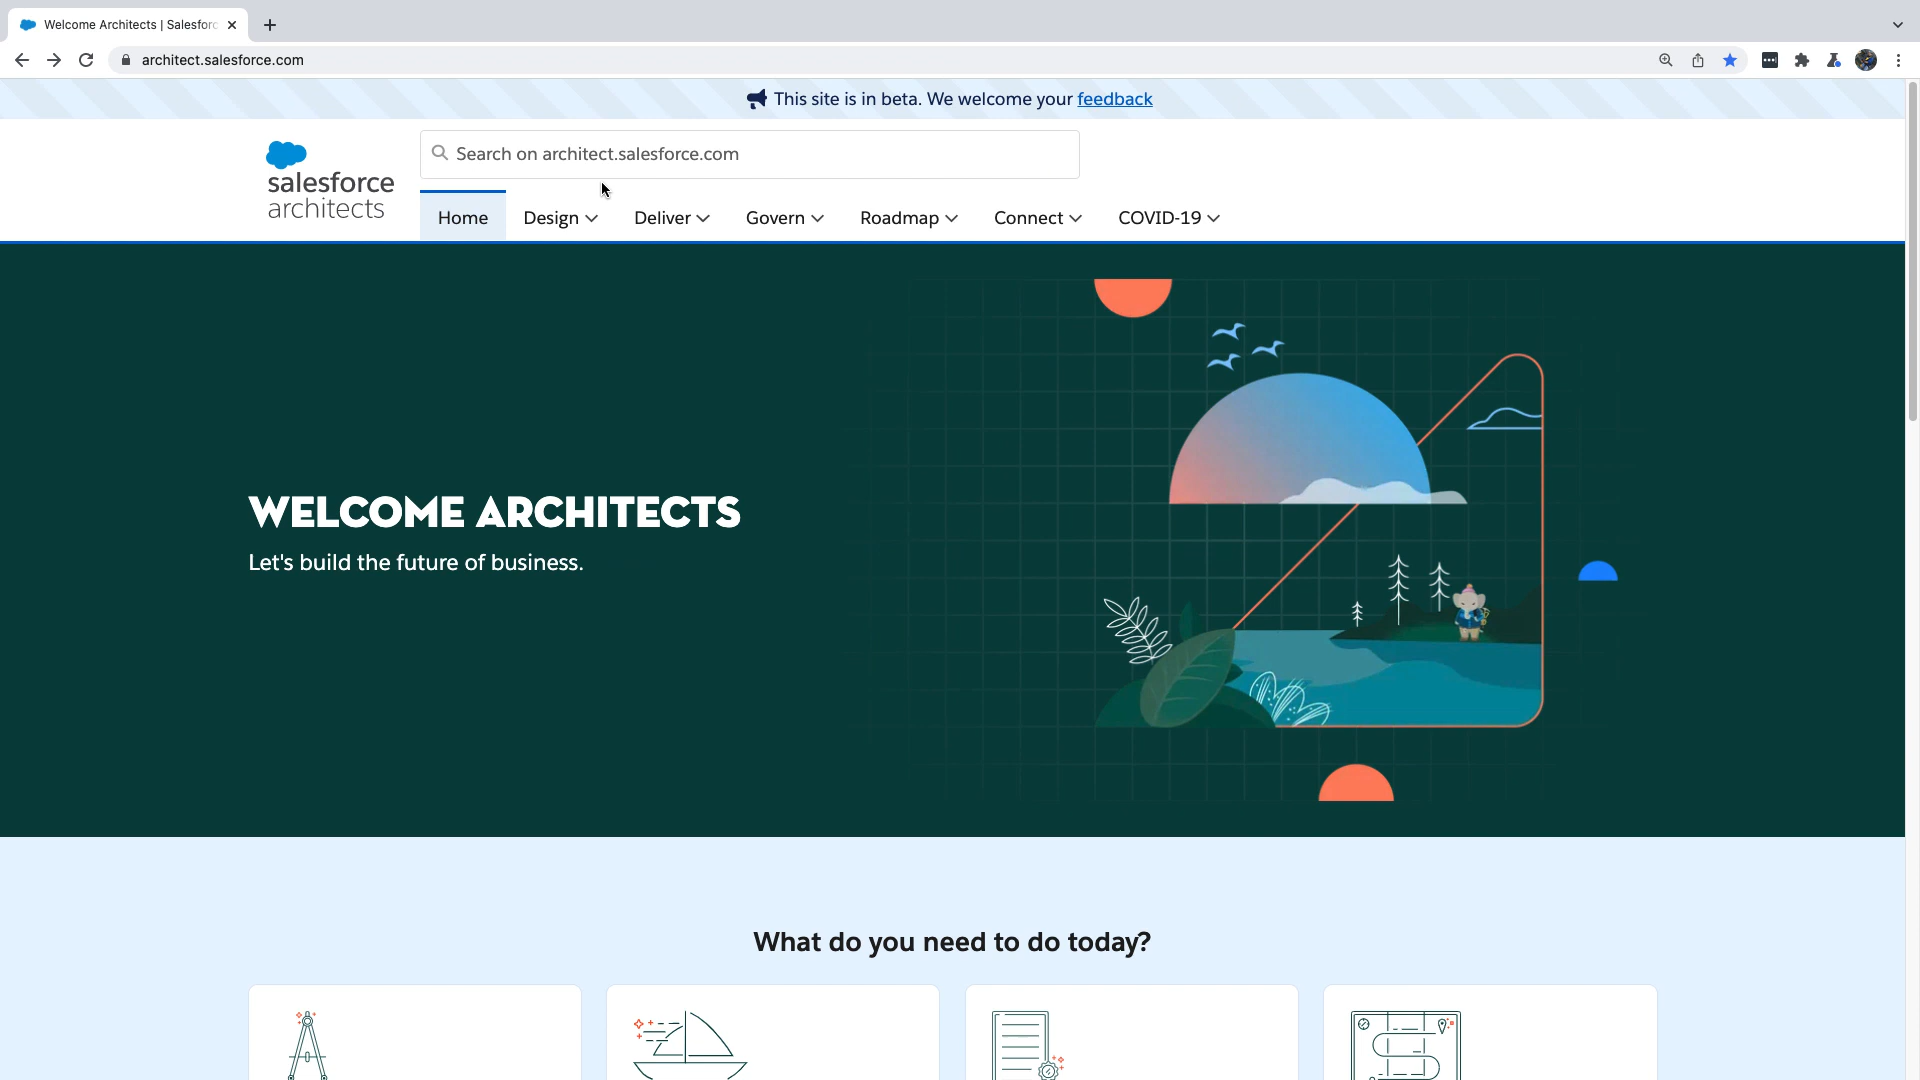 Welcome Architects | Salesforc
architect.salesforce.com
This site is in beta. We welcome your feedback
salesforce
architects
Search on architect.salesforce.com
Home Design Deliver Govern Roadmap Connect COVID-19
WELCOME ARCHITECTS
Let's build the future of business.
What do you need to do today?